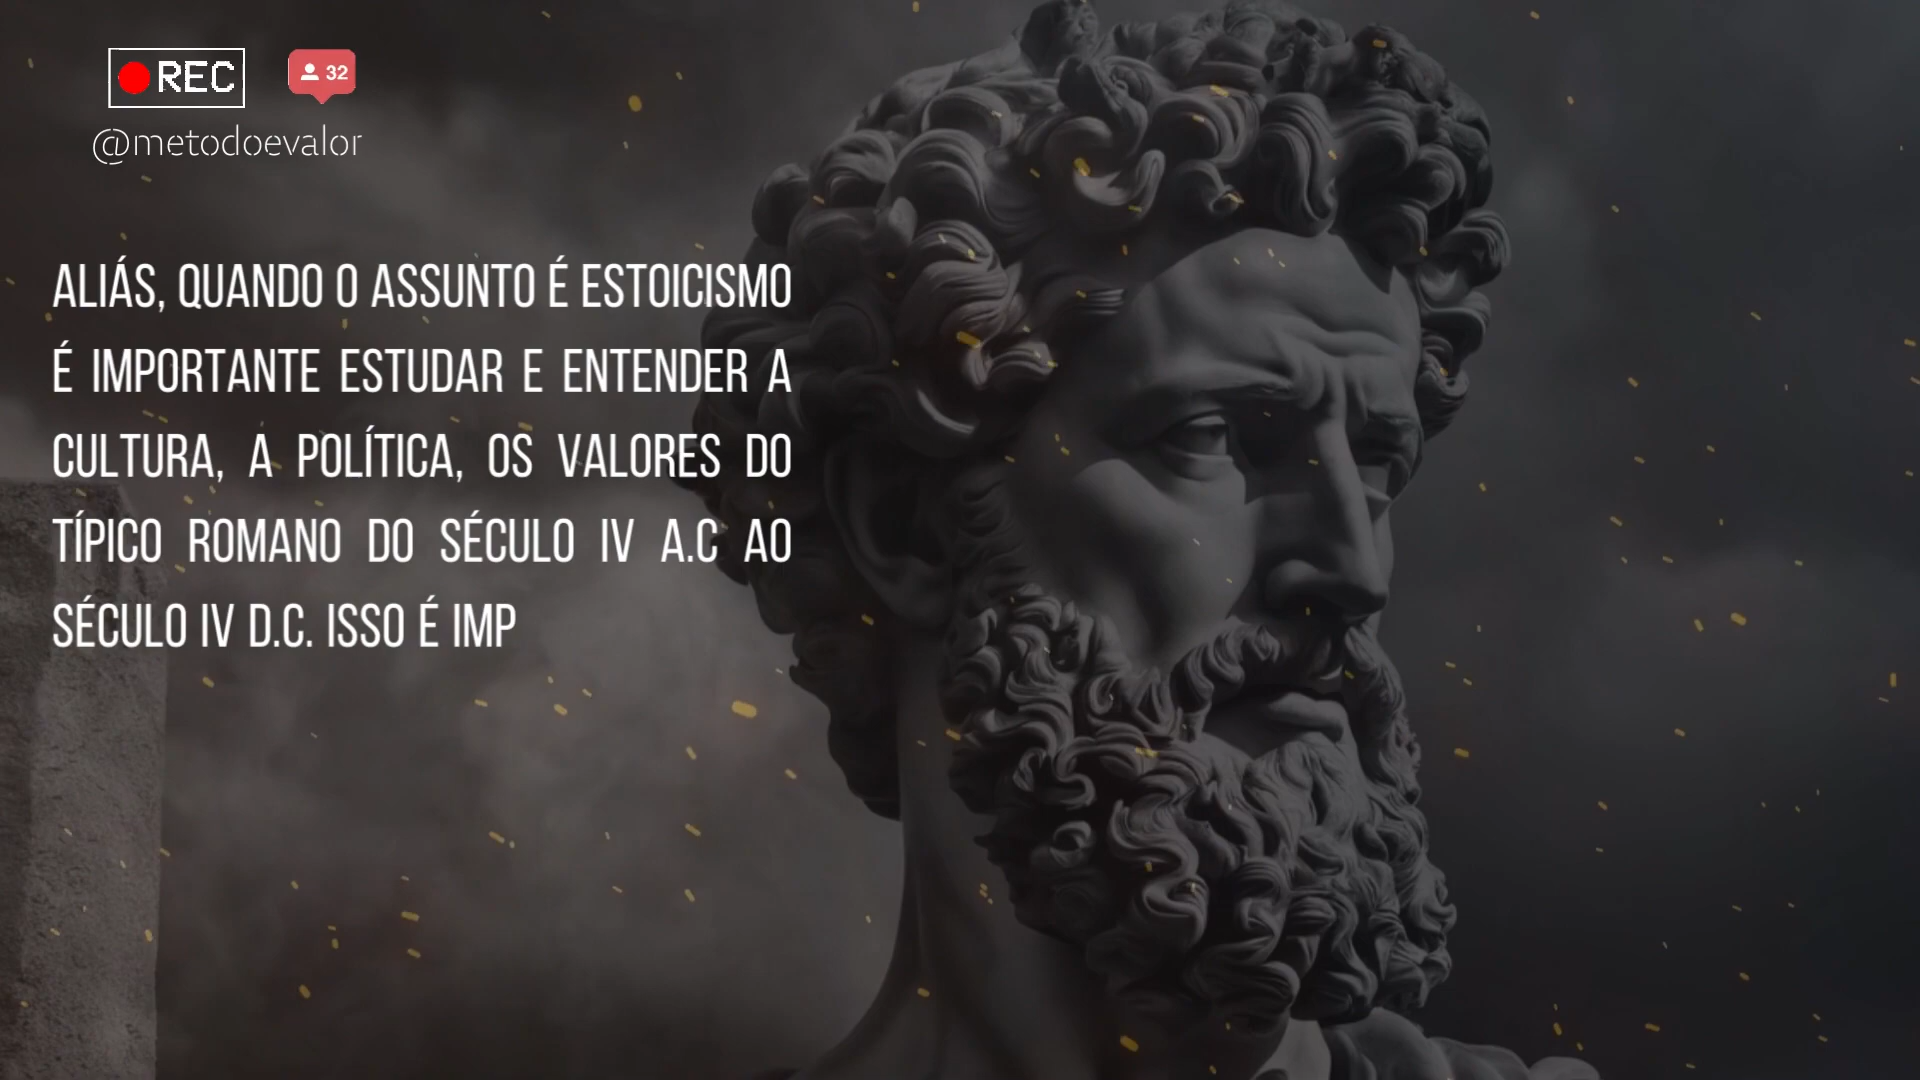 REC
32
@metodoevalor
ALIÁS, QUANDO O ASSUNTO É ESTOICISMO
É IMPORTANTE ESTUDAR E ENTENDER A
CULTURA, A POLÍTICA, OS VALORES DO
TÍPICO ROMANO DO SÉCULO IV A.C AO
SÉCULO IV D.C. ISSO É IMP